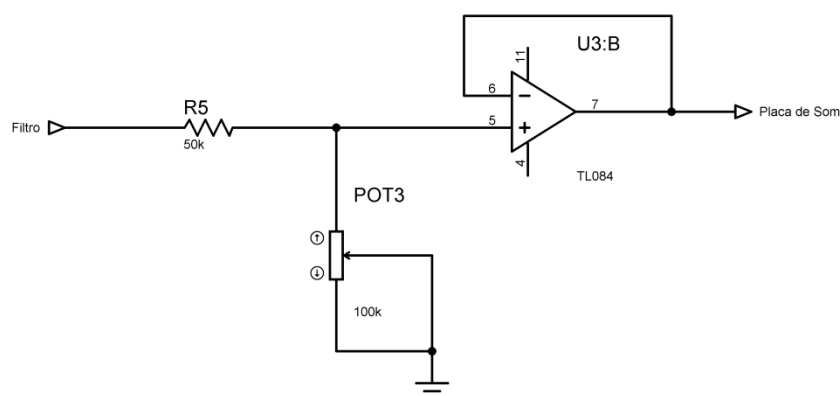 U3:B
11
6
7
5
4
TL084
R5
50k
Filtro
Placa de Som
POT3
100k